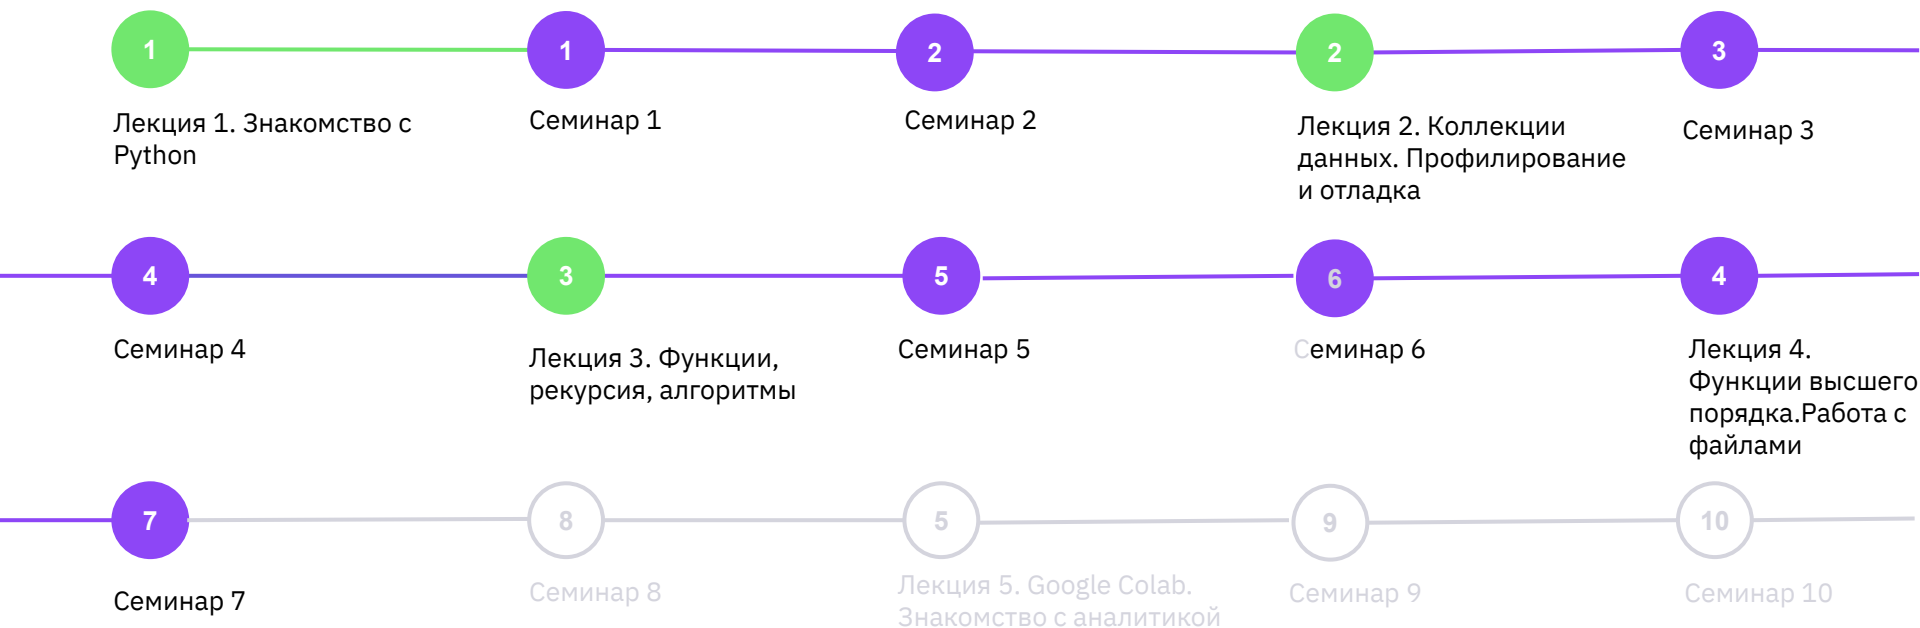 1
1
2
2
3
Лекция 1. Знакомство с
Python
Семинар 1
Семинар 2
Лекция 2. Коллекции
данных. Профилирование
и отладка
Семинар 3
4
3
5
6
4
Семинар 4
Лекция 3. Функции,
рекурсия, алгоритмы
Семинар 5
Семинар 6
Лекция 4.
Функции высшего
порядка.Работа с
файлами
7
8
5
9
10
Семинар 7
Семинар 8
Лекция 5. Google Colab.
Знакомство с аналитикой
Семинар 9
Семинар 10